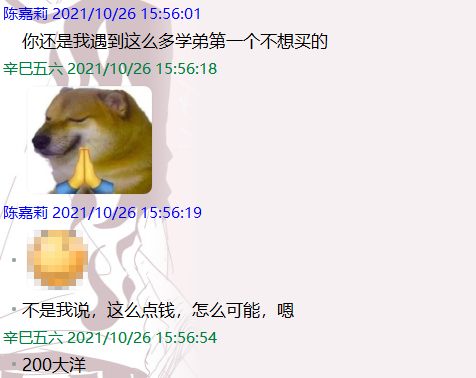 陈嘉莉 2021/10/26 15:56:01
你还是我遇到这么多学弟第一个不想买的
辛巳五六 2021/10/26 15:56:18
陈嘉莉 2021/10/26 15:56:19
不是我说，这么点钱，怎么可能，嗯
辛巳五六 2021/10/26 15:56:54
200大洋